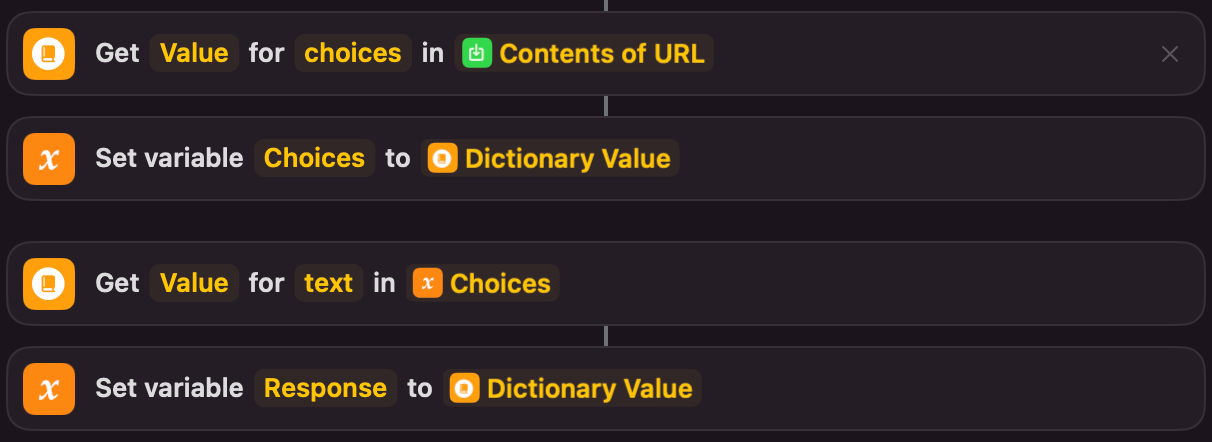 Get Value for choices in Contents of URL
x Set variable Choices to Dictionary Value
Get Value for text in x Choices
x Set variable Response to Dictionary Value